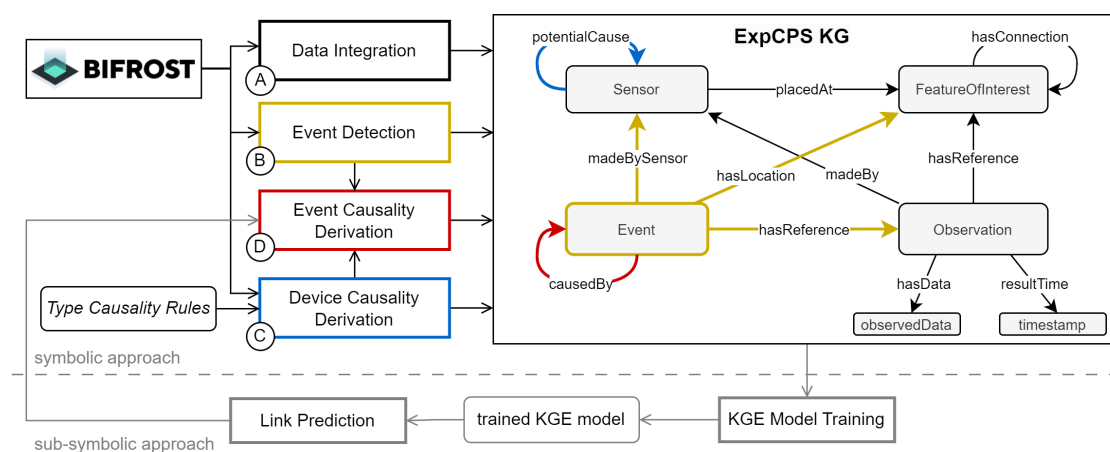 BIFROST
Data Integration
A
Event Detection
B
Event Causality
Derivation
D
Type Causality Rules
Device Causality
Derivation
C
symbolic approach
ExpCPS KG
potentialCause
hasConnection
Sensor
placedAt
FeatureOfInterest
madeBySensor
hasLocation
madeBy
hasReference
Event
hasReference
Observation
causedBy
hasData
resultTime
observedData
timestamp
Link Prediction
trained KGE model
KGE Model Training
sub-symbolic approach